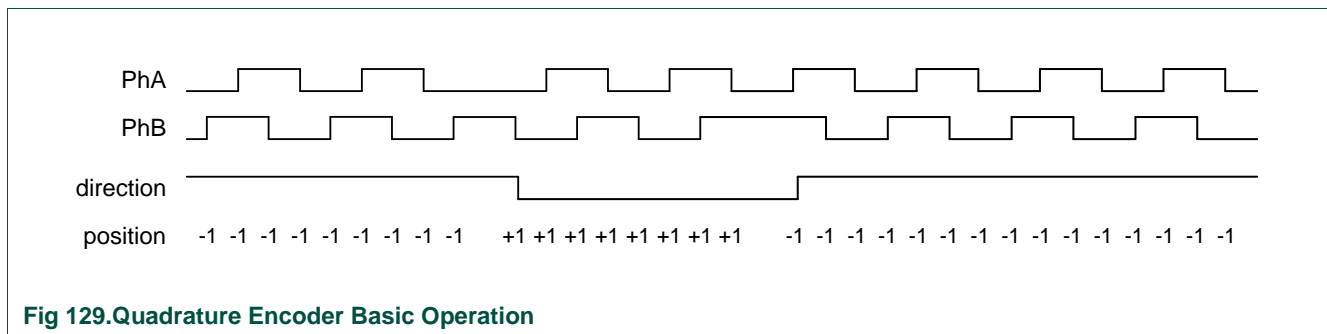 PhA
PhB
direction
position -1 -1 -1 -1 -1 -1 -1 -1 -1 +1 +1 +1 +1 +1 +1 +1 +1 -1 -1 -1 -1 -1 -1 -1 -1 -1 -1 -1 -1 -1 -1 -1
Fig 129.Quadrature Encoder Basic Operation